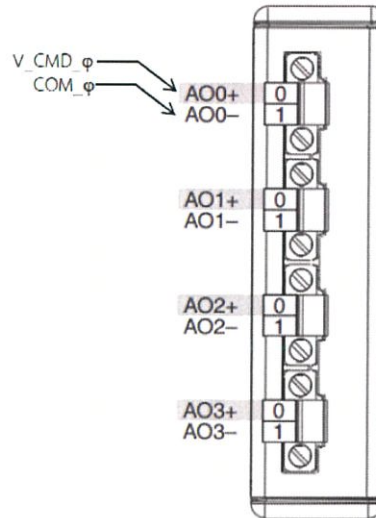 V_CMD_φ
COM_φ
AO0+ 0
AO0− 1
AO1+ 0
AO1− 1
AO2+ 0
AO2− 1
AO3+ 0
AO3− 1